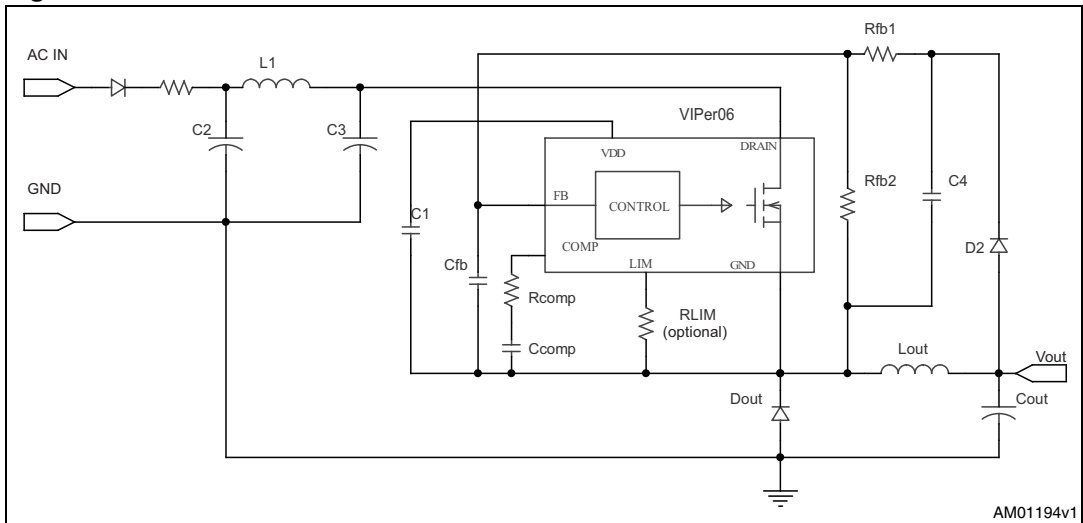 Rfb1
AC IN
L1
VIPer06
C2
C3
VDD
DRAIN
GND
C1
FB
CONTROL
Rfb2
C4
COMP
D2
Cfb
LIM
GND
Rcomp
RLIM
(optional)
Ccomp
Lout
Vout
Dout
Cout
AM01194v1